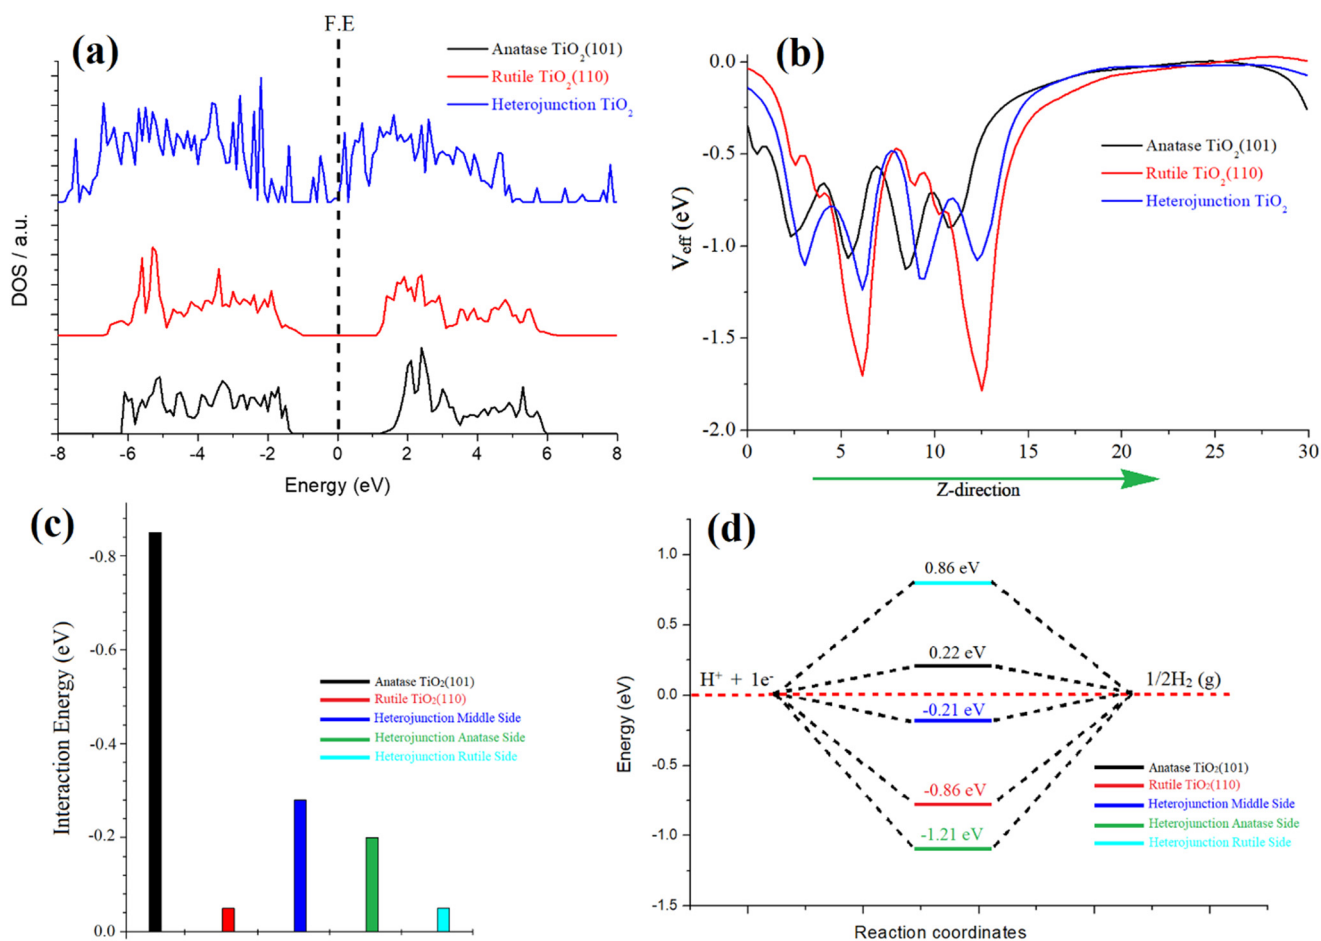 (a)
F.E
Anatase TiO2(101)
Rutile TiO2(110)
Heterojunction TiO2
DOS / a.u.
-8 -6 -4 -2 0 2 4 6 8
Energy (eV)
(b)
0.0
-0.5
-1.0
-1.5
-2.0
Veff (eV)
Anatase TiO2(101)
Rutile TiO2(110)
Heterojunction TiO2
0 5 10 15 20 25 30
Z-direction
(c)
-0.8
-0.6
-0.4
-0.2
0.0
Interaction Energy (eV)
Anatase TiO2(101)
Rutile TiO2(110)
Heterojunction Middle Side
Heterojunction Anatase Side
Heterojunction Rutile Side
(d)
1.0
0.5
0.0
-0.5
-1.0
-1.5
Energy (eV)
0.86 eV
0.22 eV
H+ + 1e-
1/2H2 (g)
-0.21 eV
-0.86 eV
-1.21 eV
Anatase TiO2(101)
Rutile TiO2(110)
Heterojunction Middle Side
Heterojunction Anatase Side
Heterojunction Rutile Side
Reaction coordinates